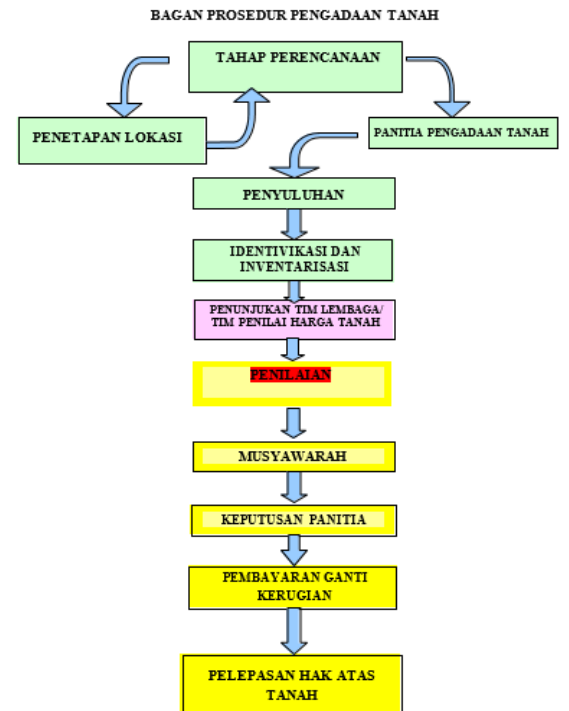 BAGAN PROSEDUR PENGADAAN TANAH
TAHAP PERENCANAAN
PENETAPAN LOKASI
PANITIA PENGADAAN TANAH
PENYULUHAN
IDENTIVIKASI DAN
INVENTARISASI
PENUNJUKAN TIM LEMBAGA/
TIM PENILAI HARGA TANAH
PENILAIAN
MUSYAWARAH
KEPUTUSAN PANITIA
PEMBAYARAN GANTI
KERUGIAN
PELEPASAN HAK ATAS
TANAH